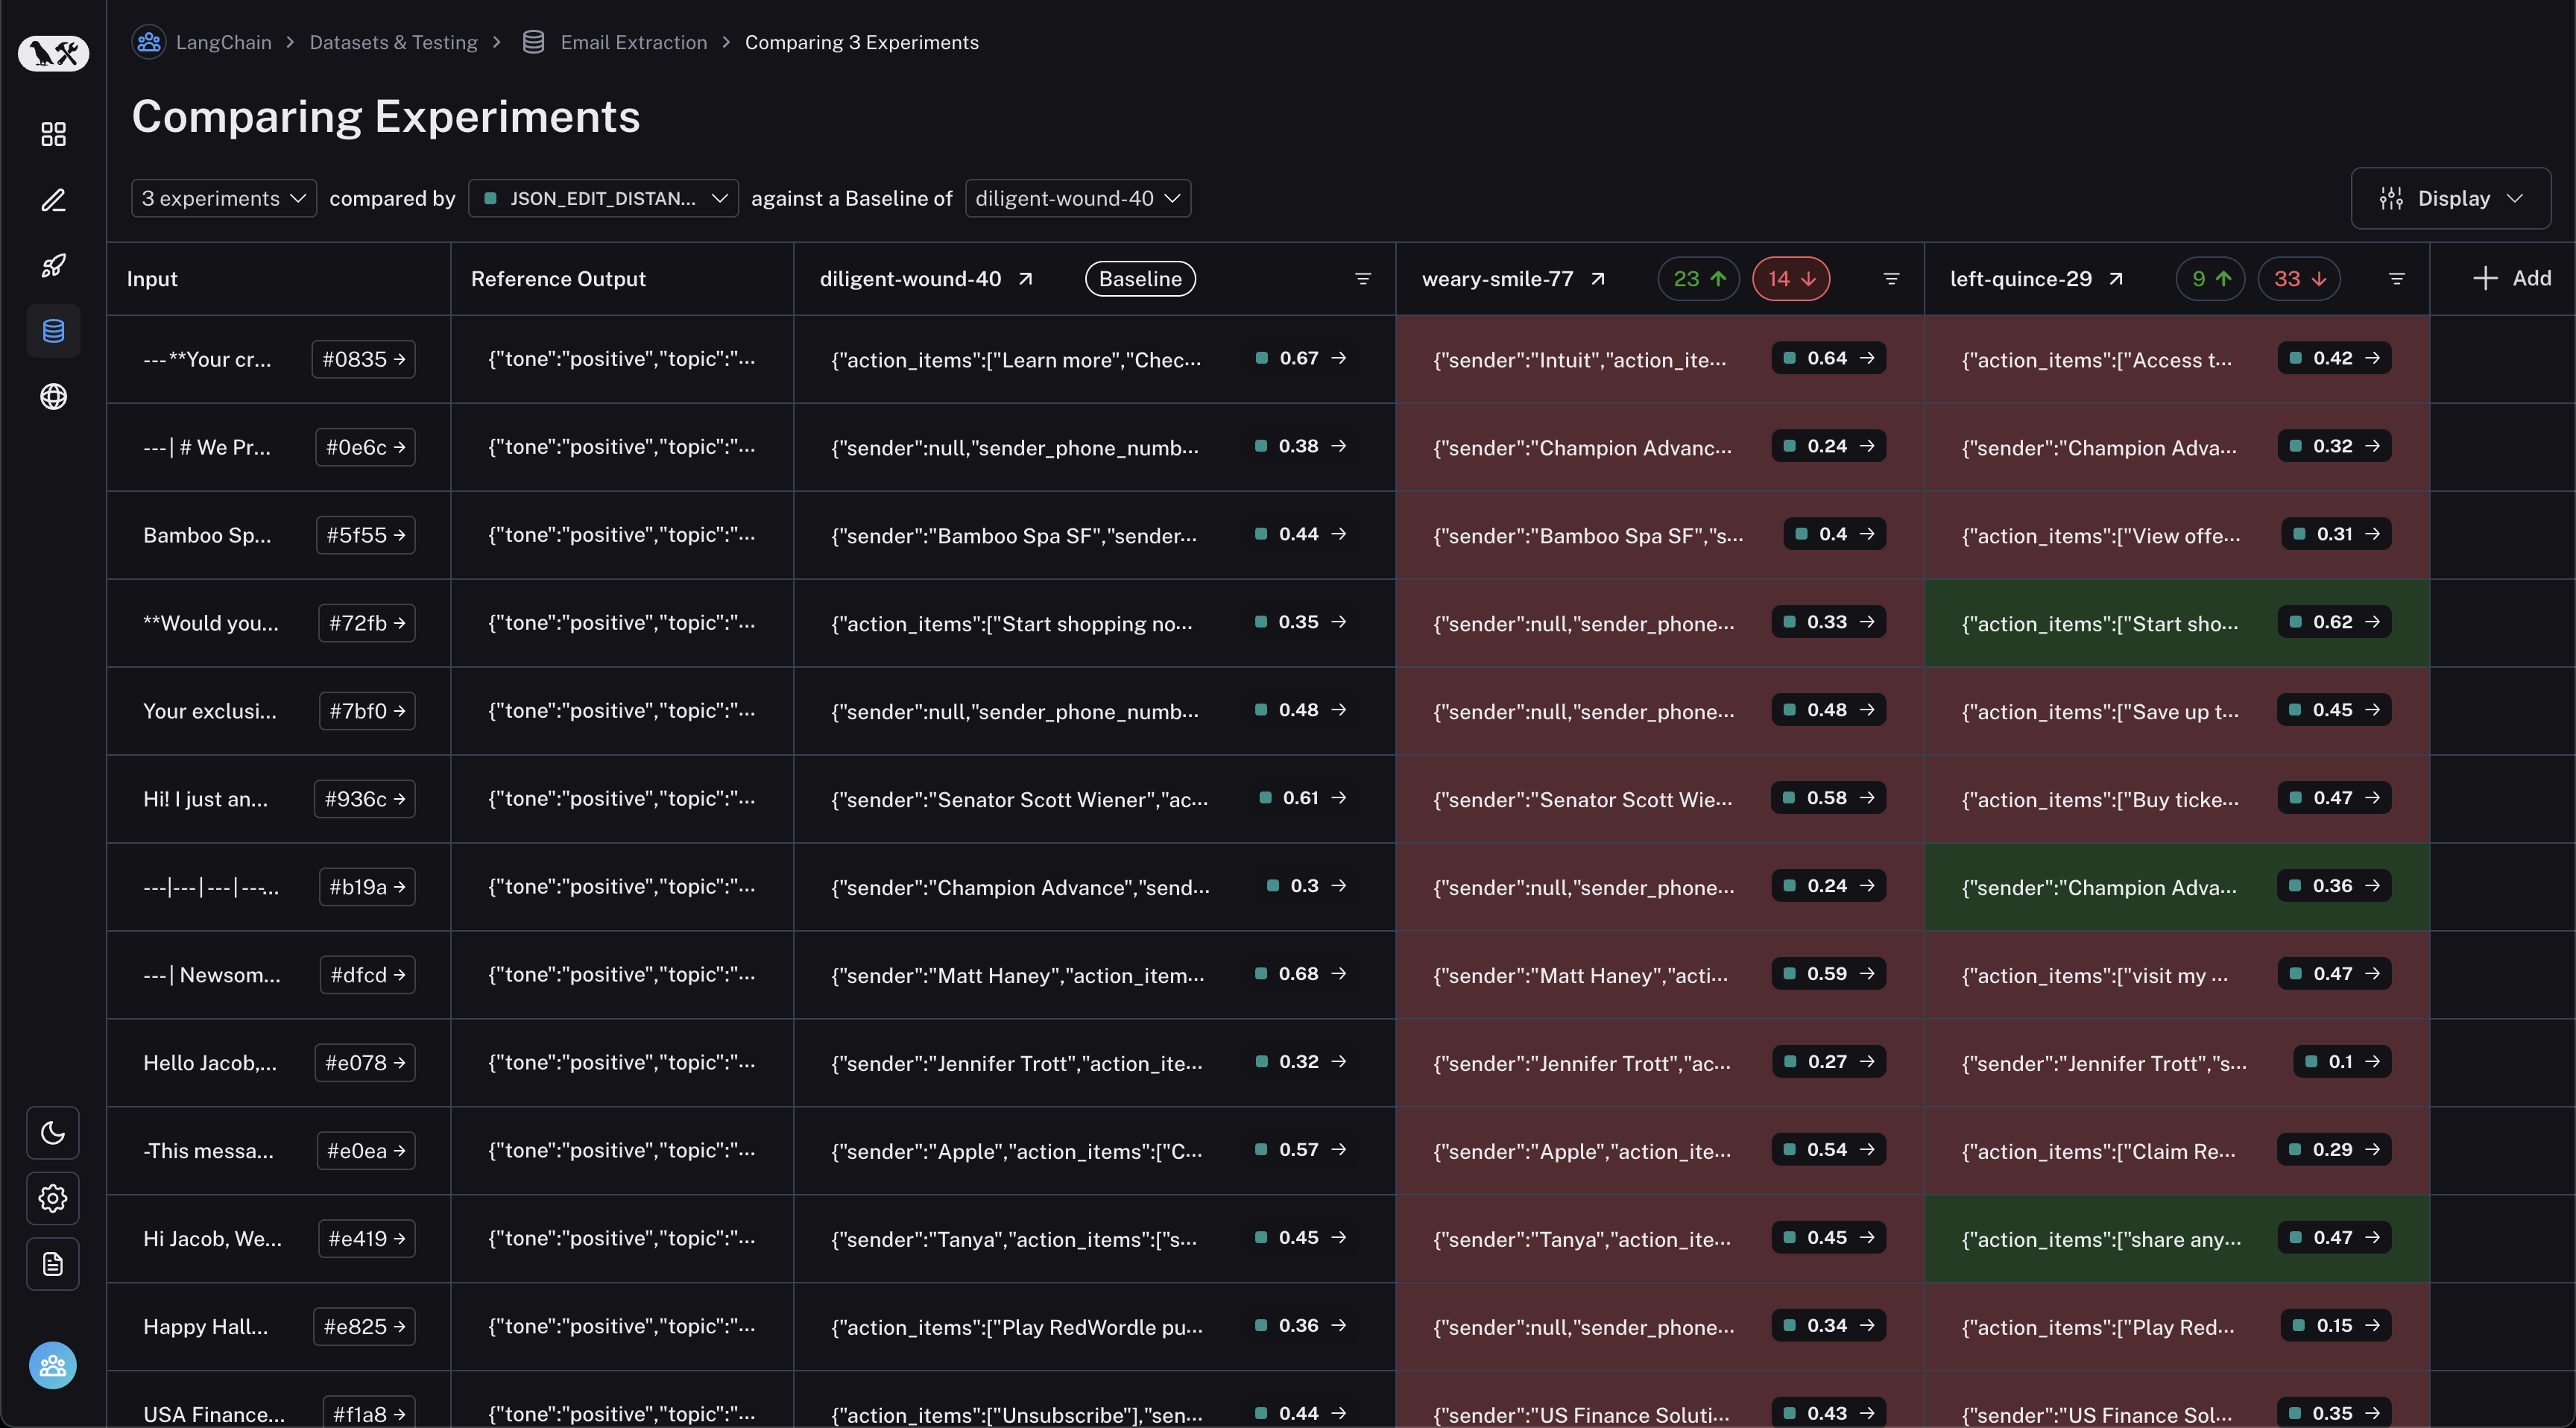 LangChain > Datasets & Testing > Email Extraction > Comparing 3 Experiments
Comparing Experiments
3 experiments compared by JSON_EDIT_DISTAN... against a Baseline of diligent-wound-40 Display
Input Reference Output diligent-wound-40 Baseline weary-smile-77 23 ↑ 14 ↓ left-quince-29 9 ↑ 33 ↓ + Add
---**Your cr... #0835 → {"tone":"positive","topic":"... {"action_items":["Learn more","Chec... 0.67 → {"sender":"Intuit","action_ite... 0.64 → {"action_items":["Access t... 0.42 →
---| # We Pr... #0e6c → {"tone":"positive","topic":"... {"sender":null,"sender_phone_numb... 0.38 → {"sender":"Champion Advanc... 0.24 → {"sender":"Champion Adva... 0.32 →
Bamboo Sp... #5f55 → {"tone":"positive","topic":"... {"sender":"Bamboo Spa SF","sender... 0.44 → {"sender":"Bamboo Spa SF","s... 0.4 → {"action_items":["View offe... 0.31 →
**Would you... #72fb → {"tone":"positive","topic":"... {"action_items":["Start shopping no... 0.35 → {"sender":null,"sender_phone... 0.33 → {"action_items":["Start sho... 0.62 →
Your exclusi... #7bf0 → {"tone":"positive","topic":"... {"sender":null,"sender_phone_numb... 0.48 → {"sender":null,"sender_phone... 0.48 → {"action_items":["Save up t... 0.45 →
Hi! I just an... #936c → {"tone":"positive","topic":"... {"sender":"Senator Scott Wiener","ac... 0.61 → {"sender":"Senator Scott Wie... 0.58 → {"action_items":["Buy ticke... 0.47 →
---|---|---|---... #b19a → {"tone":"positive","topic":"... {"sender":"Champion Advance","send... 0.3 → {"sender":null,"sender_phone... 0.24 → {"sender":"Champion Adva... 0.36 →
---| Newsom... #dfcd → {"tone":"positive","topic":"... {"sender":"Matt Haney","action_item... 0.68 → {"sender":"Matt Haney","acti... 0.59 → {"action_items":["visit my ... 0.47 →
Hello Jacob,... #e078 → {"tone":"positive","topic":"... {"sender":"Jennifer Trott","action_ite... 0.32 → {"sender":"Jennifer Trott","ac... 0.27 → {"sender":"Jennifer Trott","s... 0.1 →
-This messa... #e0ea → {"tone":"positive","topic":"... {"sender":"Apple","action_items":["C... 0.57 → {"sender":"Apple","action_ite... 0.54 → {"action_items":["Claim Re... 0.29 →
Hi Jacob, We... #e419 → {"tone":"positive","topic":"... {"sender":"Tanya","action_items":["s... 0.45 → {"sender":"Tanya","action_ite... 0.45 → {"action_items":["share any... 0.47 →
Happy Hall... #e825 → {"tone":"positive","topic":"... {"action_items":["Play RedWordle pu... 0.36 → {"sender":null,"sender_phone... 0.34 → {"action_items":["Play Red... 0.15 →
USA Finance... #f1a8 → {"tone":"positive","topic":"... {"action_items":["Unsubscribe"],"sen... 0.44 → {"sender":"US Finance Soluti... 0.43 → {"sender":"US Finance Sol... 0.35 →